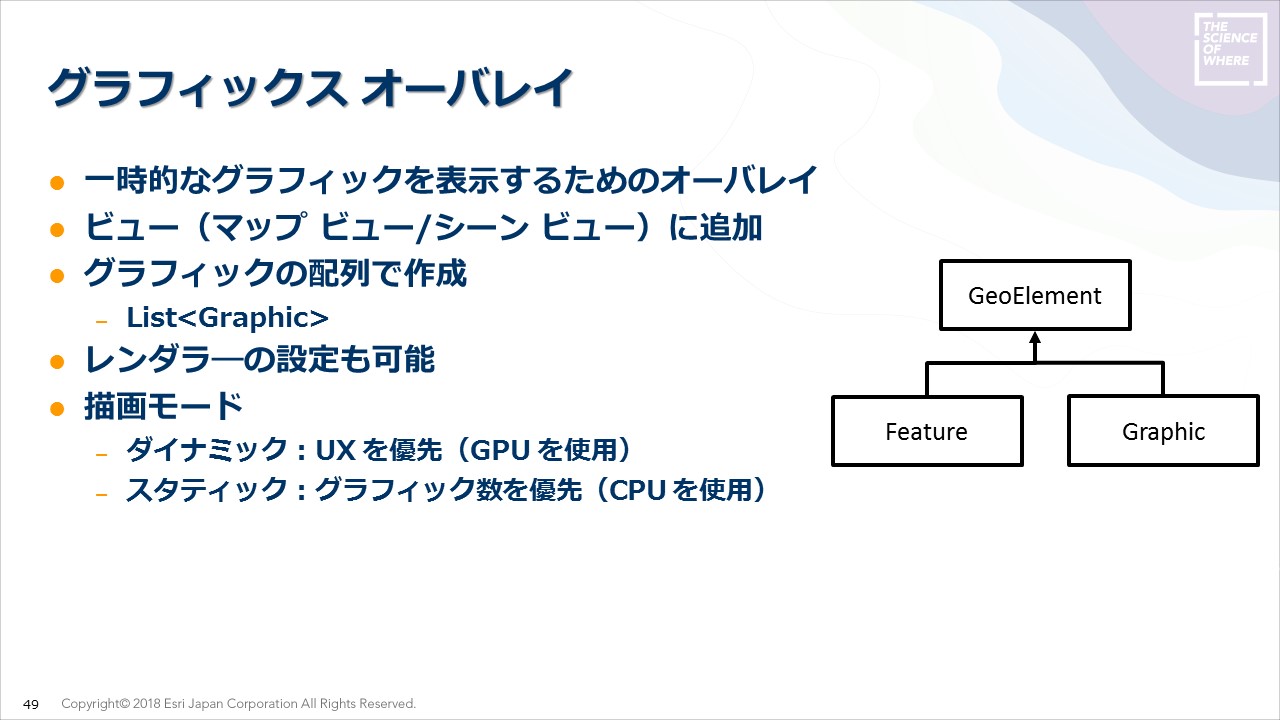 THE
SCIENCE
OF
WHERE
グラフィックス オーバレイ
● 一時的なグラフィックを表示するためのオーバレイ
● ビュー（マップ ビュー/シーン ビュー）に追加
● グラフィックの配列で作成
– List<Graphic>
● レンダラ―の設定も可能
● 描画モード
– ダイナミック：UX を優先（GPU を使用）
– スタティック：グラフィック数を優先（CPU を使用）
GeoElement
Feature
Graphic
49
Copyright© 2018 Esri Japan Corporation All Rights Reserved.